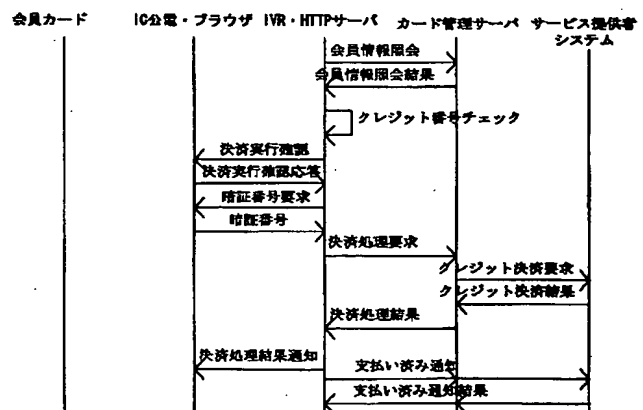 会員カード
IC公電・ブラウザ
IVR・HTTPサーバ
カード管理サーバ
サービス提供者
システム
会員情報照会
会員情報照会結果
クレジット番号チェック
決済実行確認
決済実行確認応答
暗証番号要求
暗証番号
決済処理要求
クレジット決済要求
クレジット決済結果
決済処理結果
決済処理結果通知
支払い済み通知
支払い済み通知結果